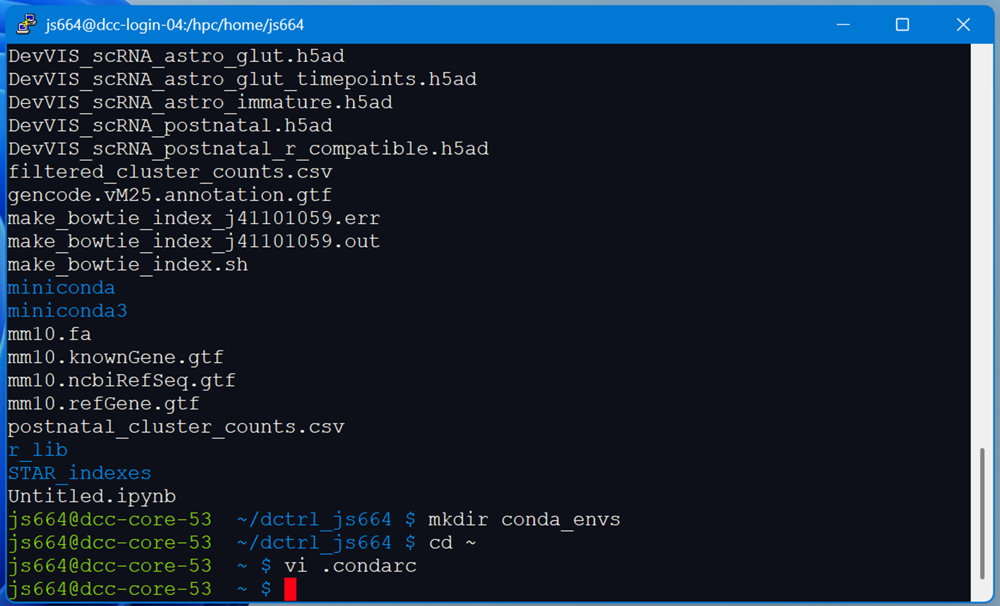 js664@dcc-login-04:/hpc/home/js664
DevVIS_scRNA_astro_glut.h5ad
DevVIS_scRNA_astro_glut_timepoints.h5ad
DevVIS_scRNA_astro_immature.h5ad
DevVIS_scRNA_postnatal.h5ad
DevVIS_scRNA_postnatal_r_compatible.h5ad
filtered_cluster_counts.csv
gencode.vM25.annotation.gtf
make_bowtie_index_j41101059.err
make_bowtie_index_j41101059.out
make_bowtie_index.sh
miniconda
miniconda3
mm10.fa
mm10.knownGene.gtf
mm10.ncbiRefSeq.gtf
mm10.refGene.gtf
postnatal_cluster_counts.csv
r_lib
STAR_indexes
Untitled.ipynb
js664@dcc-core-53  ~/dctrl_js664 $ mkdir conda_envs
js664@dcc-core-53  ~/dctrl_js664 $ cd ~
js664@dcc-core-53  ~ $ vi .condarc
js664@dcc-core-53  ~ $